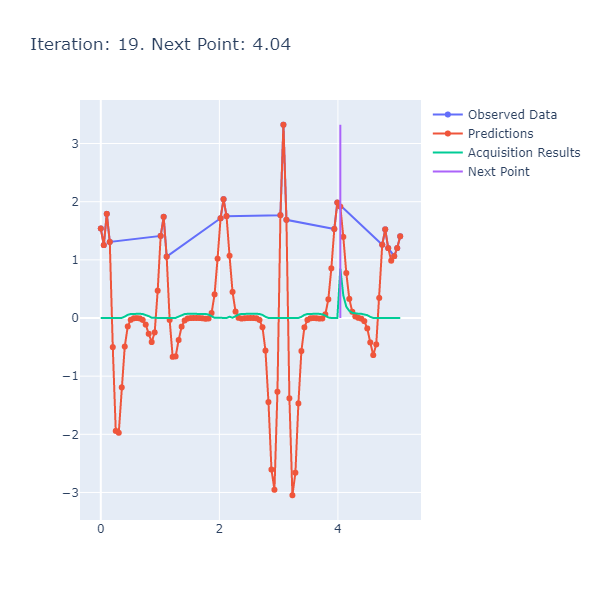 Iteration: 19. Next Point: 4.04
Observed Data
Predictions
Acquisition Results
Next Point
3
2
1
0
−1
−2
−3
0
2
4